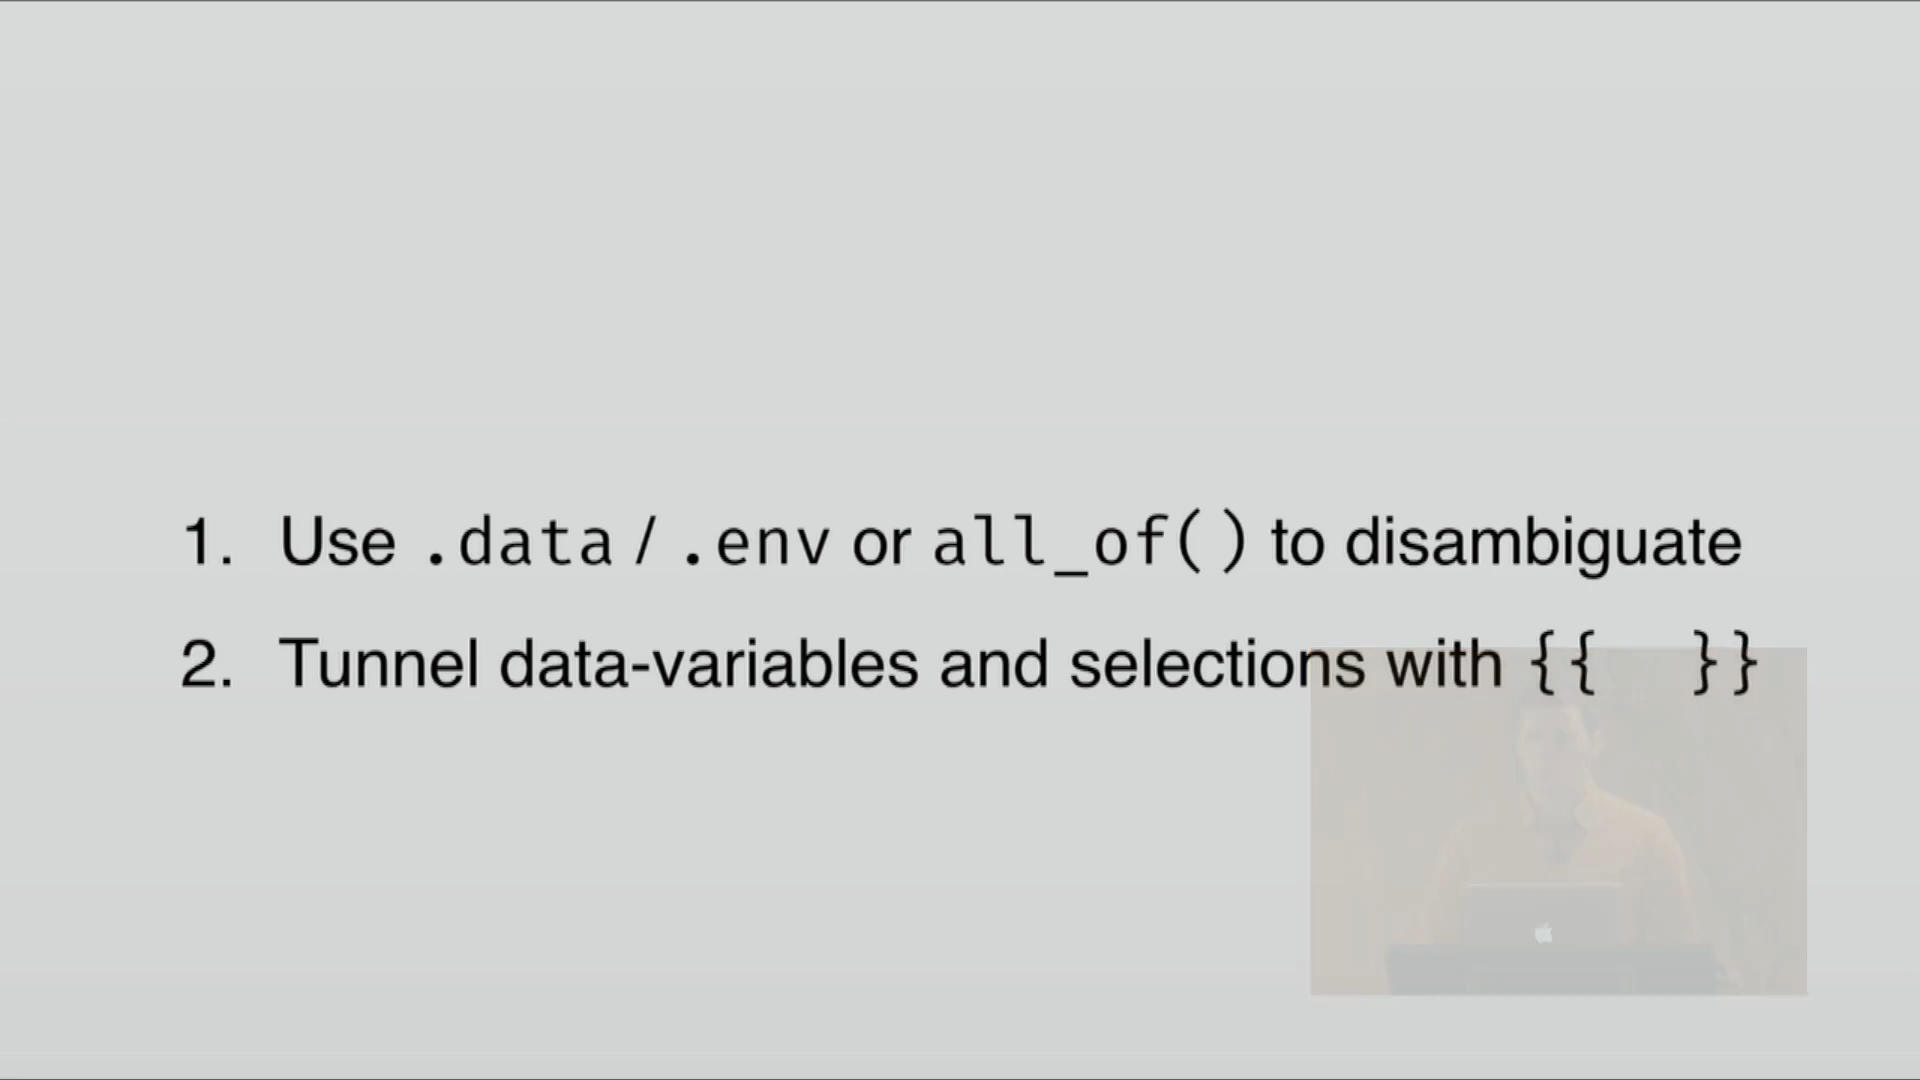 1. Use .data / .env or all_of() to disambiguate
2. Tunnel data-variables and selections with {{  }}